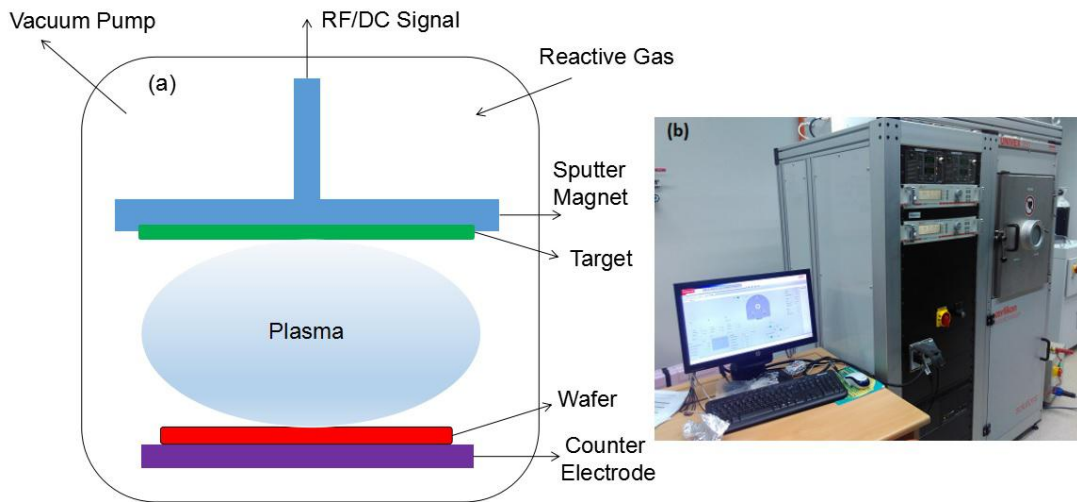 Vacuum Pump
RF/DC Signal
(a)
Reactive Gas
Sputter
Magnet
Target
Plasma
Wafer
Counter
Electrode
(b)